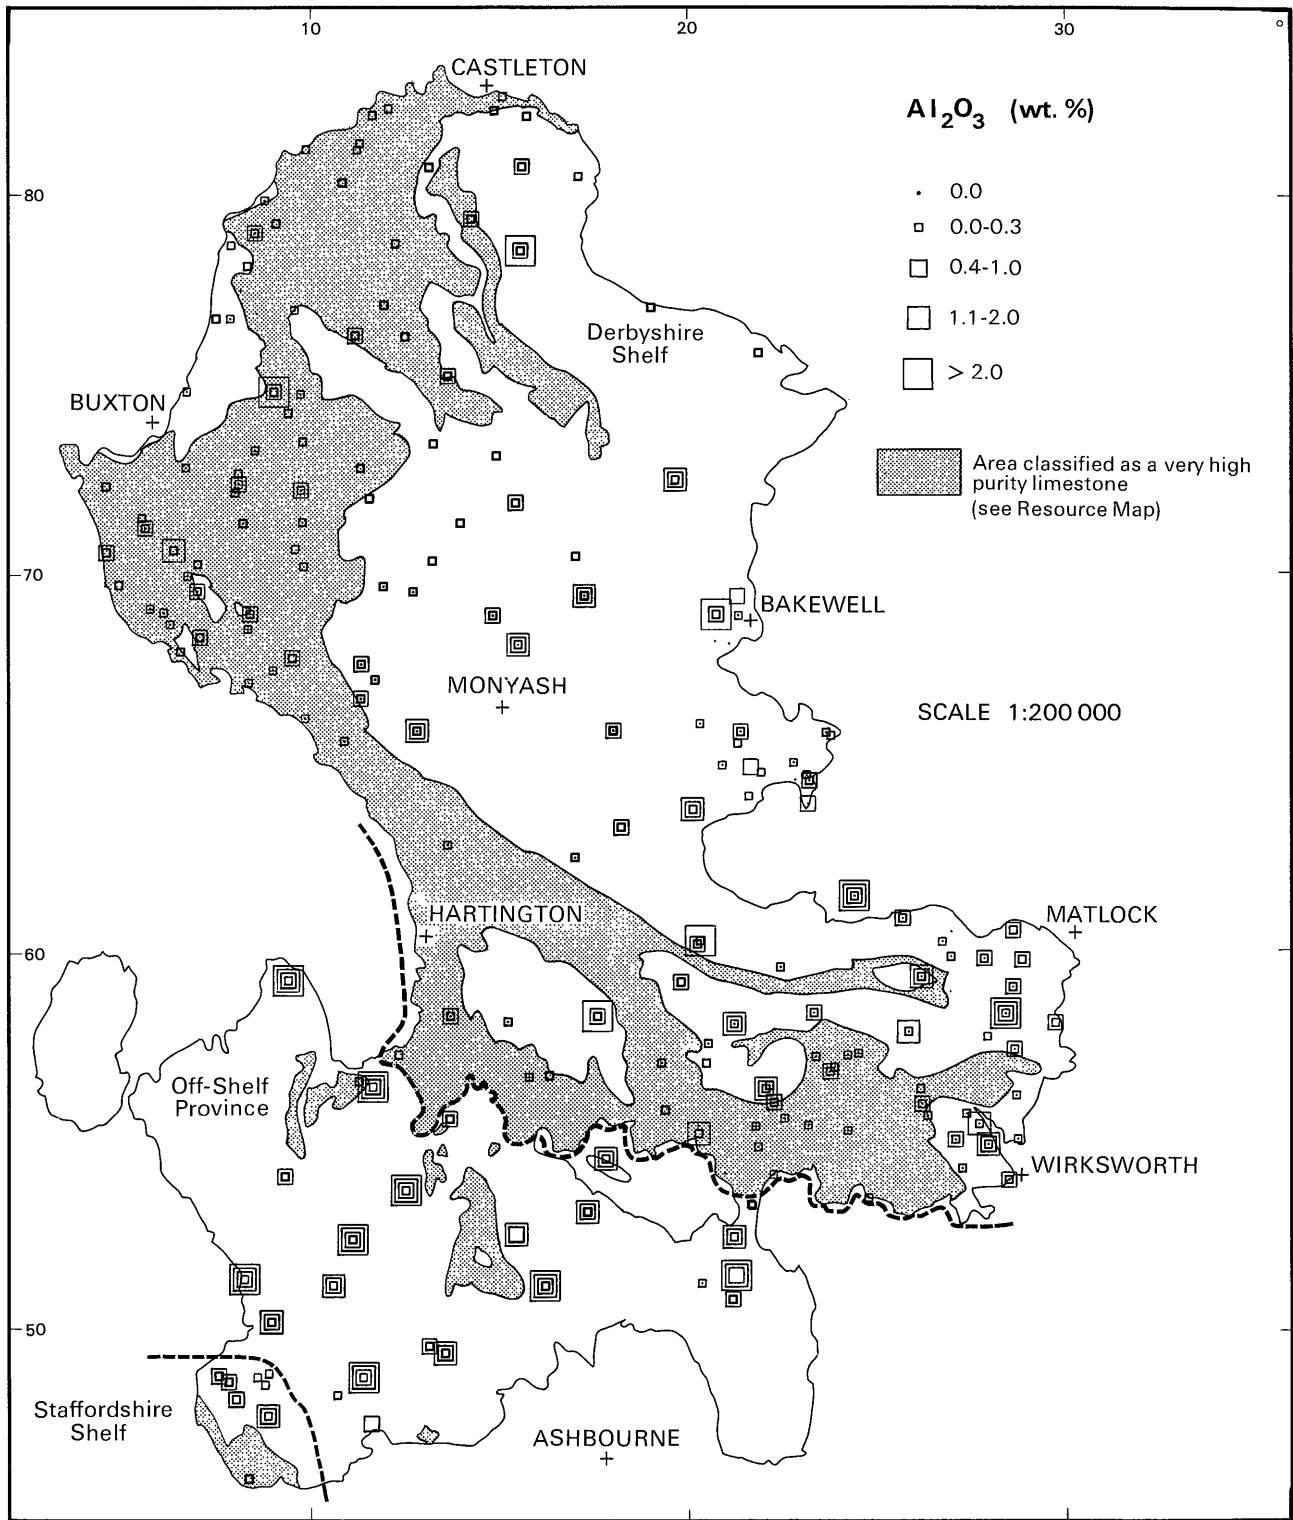 10
20
30
CASTLETON
Al₂O₃ (wt. %)
80
0.0
0.0-0.3
0.4-1.0
1.1-2.0
> 2.0
Derbyshire
Shelf
BUXTON
Area classified as a very high
purity limestone
(see Resource Map)
70
BAKEWELL
MONYASH
SCALE 1:200 000
HARTINGTON
MATLOCK
60
Off-Shelf
Province
WIRKSWORTH
50
Staffordshire
Shelf
ASHBOURNE